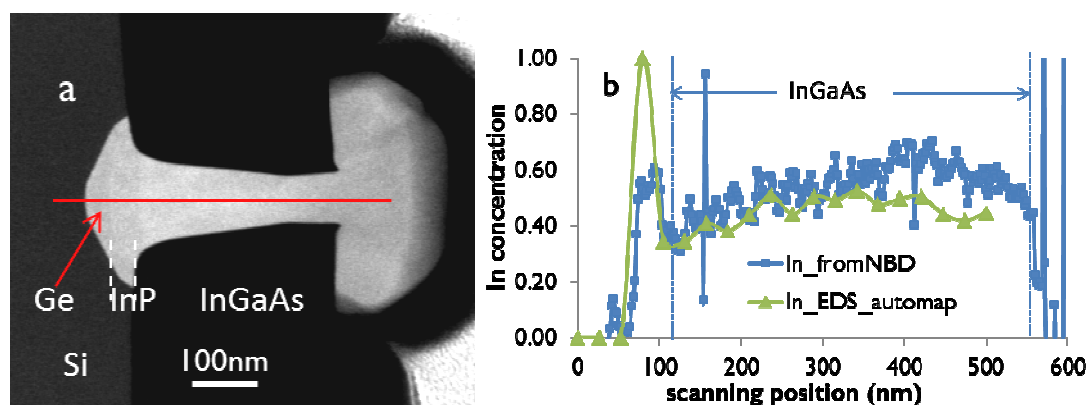 a
Ge
InP
InGaAs
Si
100nm
b
InGaAs
In concentration
1.00
0.80
0.60
0.40
0.20
0.00
In_fromNBD
In_EDS_automap
0 100 200 300 400 500 600
scanning position (nm)